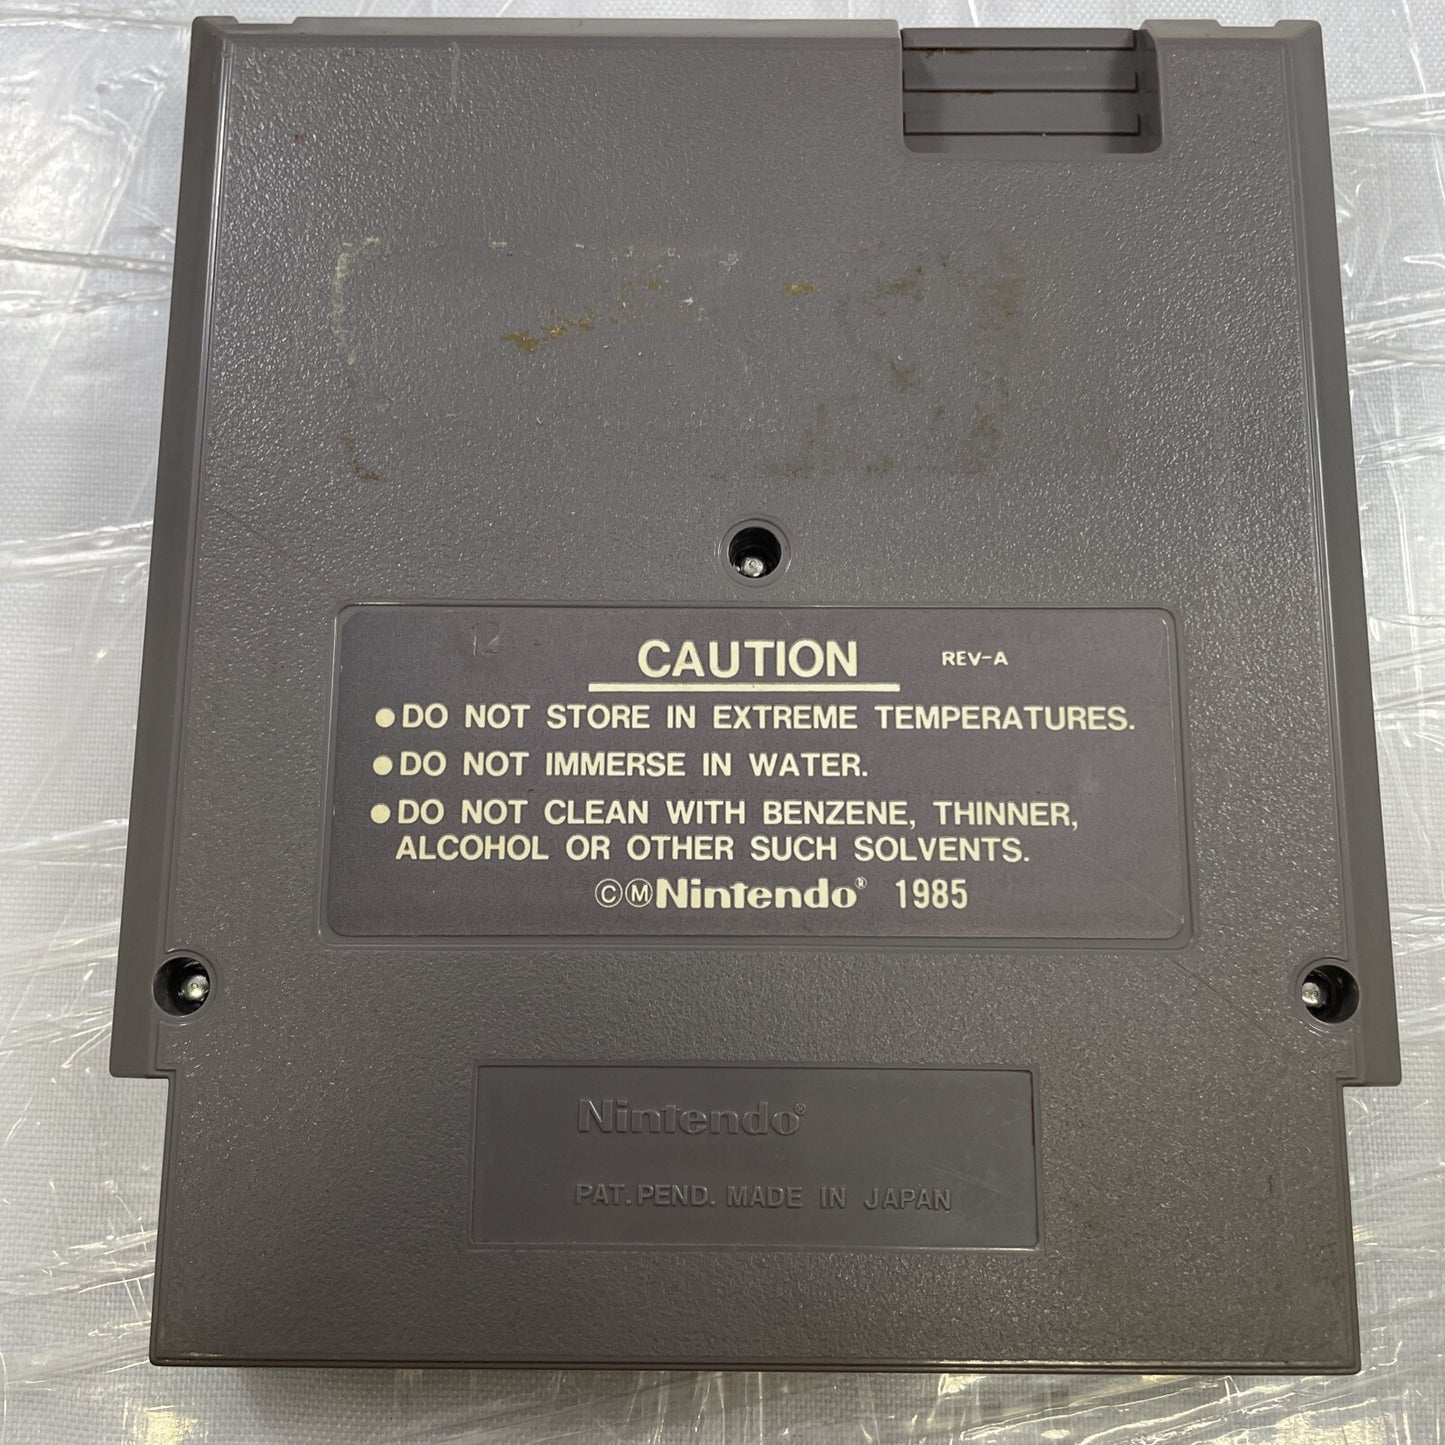 12
CAUTION REV-A
●DO NOT STORE IN EXTREME TEMPERATURES.
●DO NOT IMMERSE IN WATER.
●DO NOT CLEAN WITH BENZENE, THINNER,
ALCOHOL OR OTHER SUCH SOLVENTS.
©ⓂNintendo® 1985
Nintendo®
PAT. PEND. MADE IN JAPAN